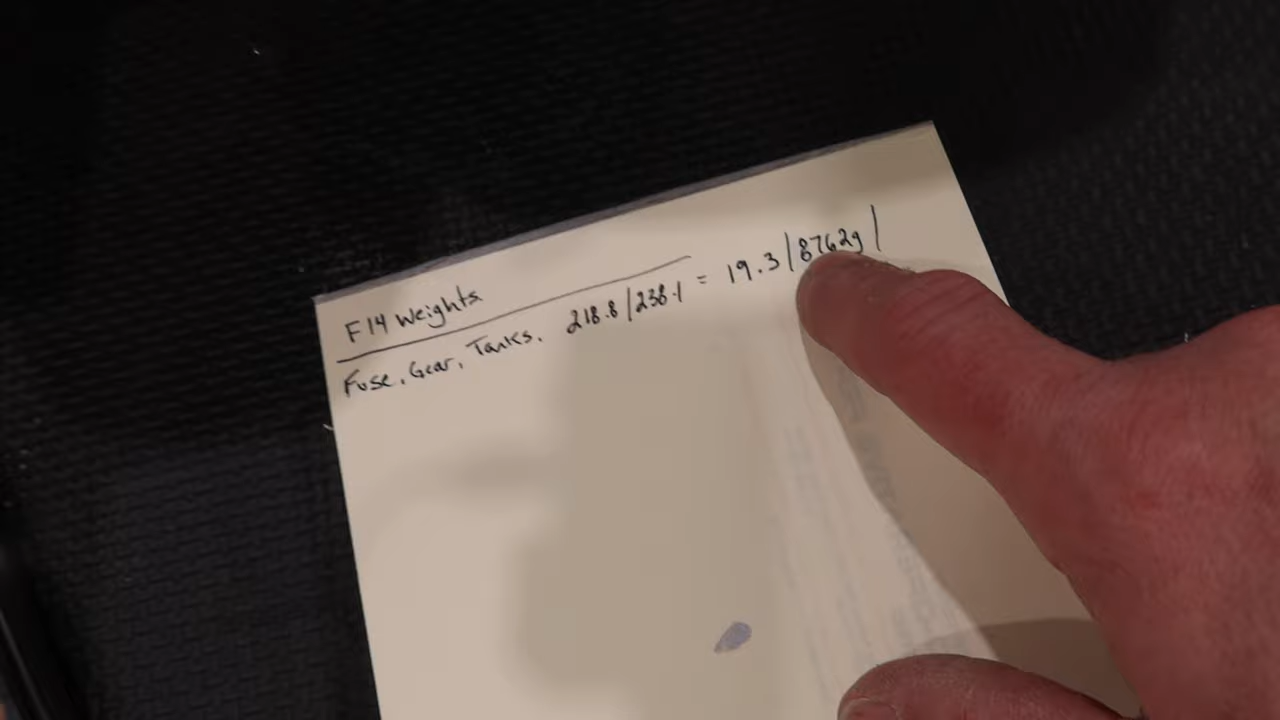 F14 Weights
Fuse, Gear, Tanks. 218.8/238.1 = 19.3|8762g|